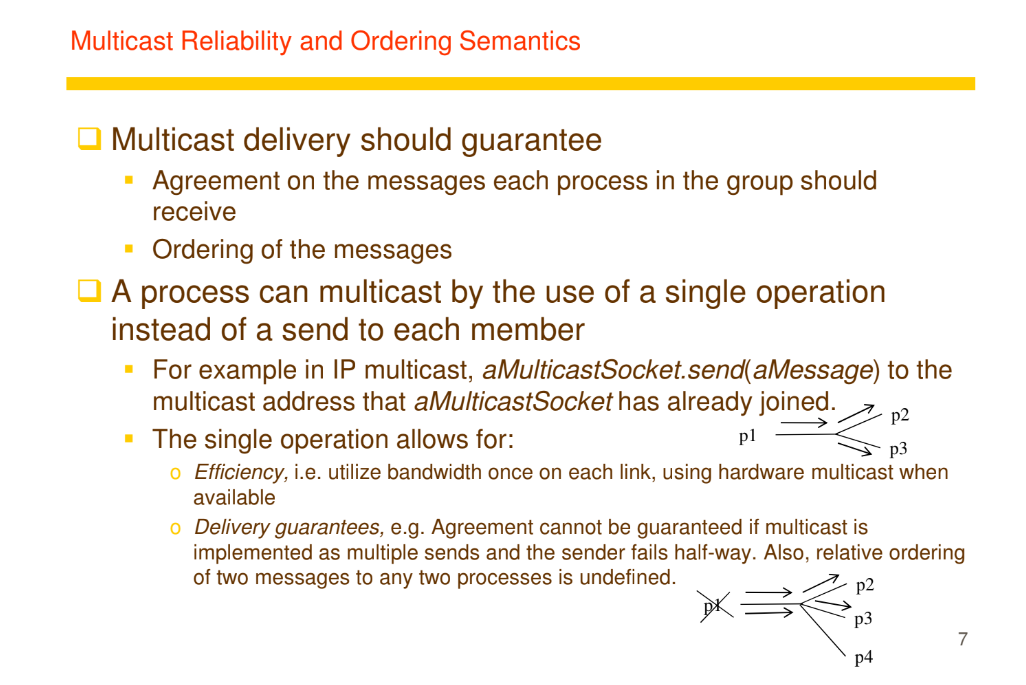 Multicast Reliability and Ordering Semantics
Multicast delivery should guarantee
Agreement on the messages each process in the group should
receive
Ordering of the messages
A process can multicast by the use of a single operation
instead of a send to each member
For example in IP multicast, aMulticastSocket.send(aMessage) to the
multicast address that aMulticastSocket has already joined.
p2
p1
p3
The single operation allows for:
o Efficiency, i.e. utilize bandwidth once on each link, using hardware multicast when
available
o Delivery guarantees, e.g. Agreement cannot be guaranteed if multicast is
implemented as multiple sends and the sender fails half-way. Also, relative ordering
of two messages to any two processes is undefined.
p2
p1
p3
p4
7